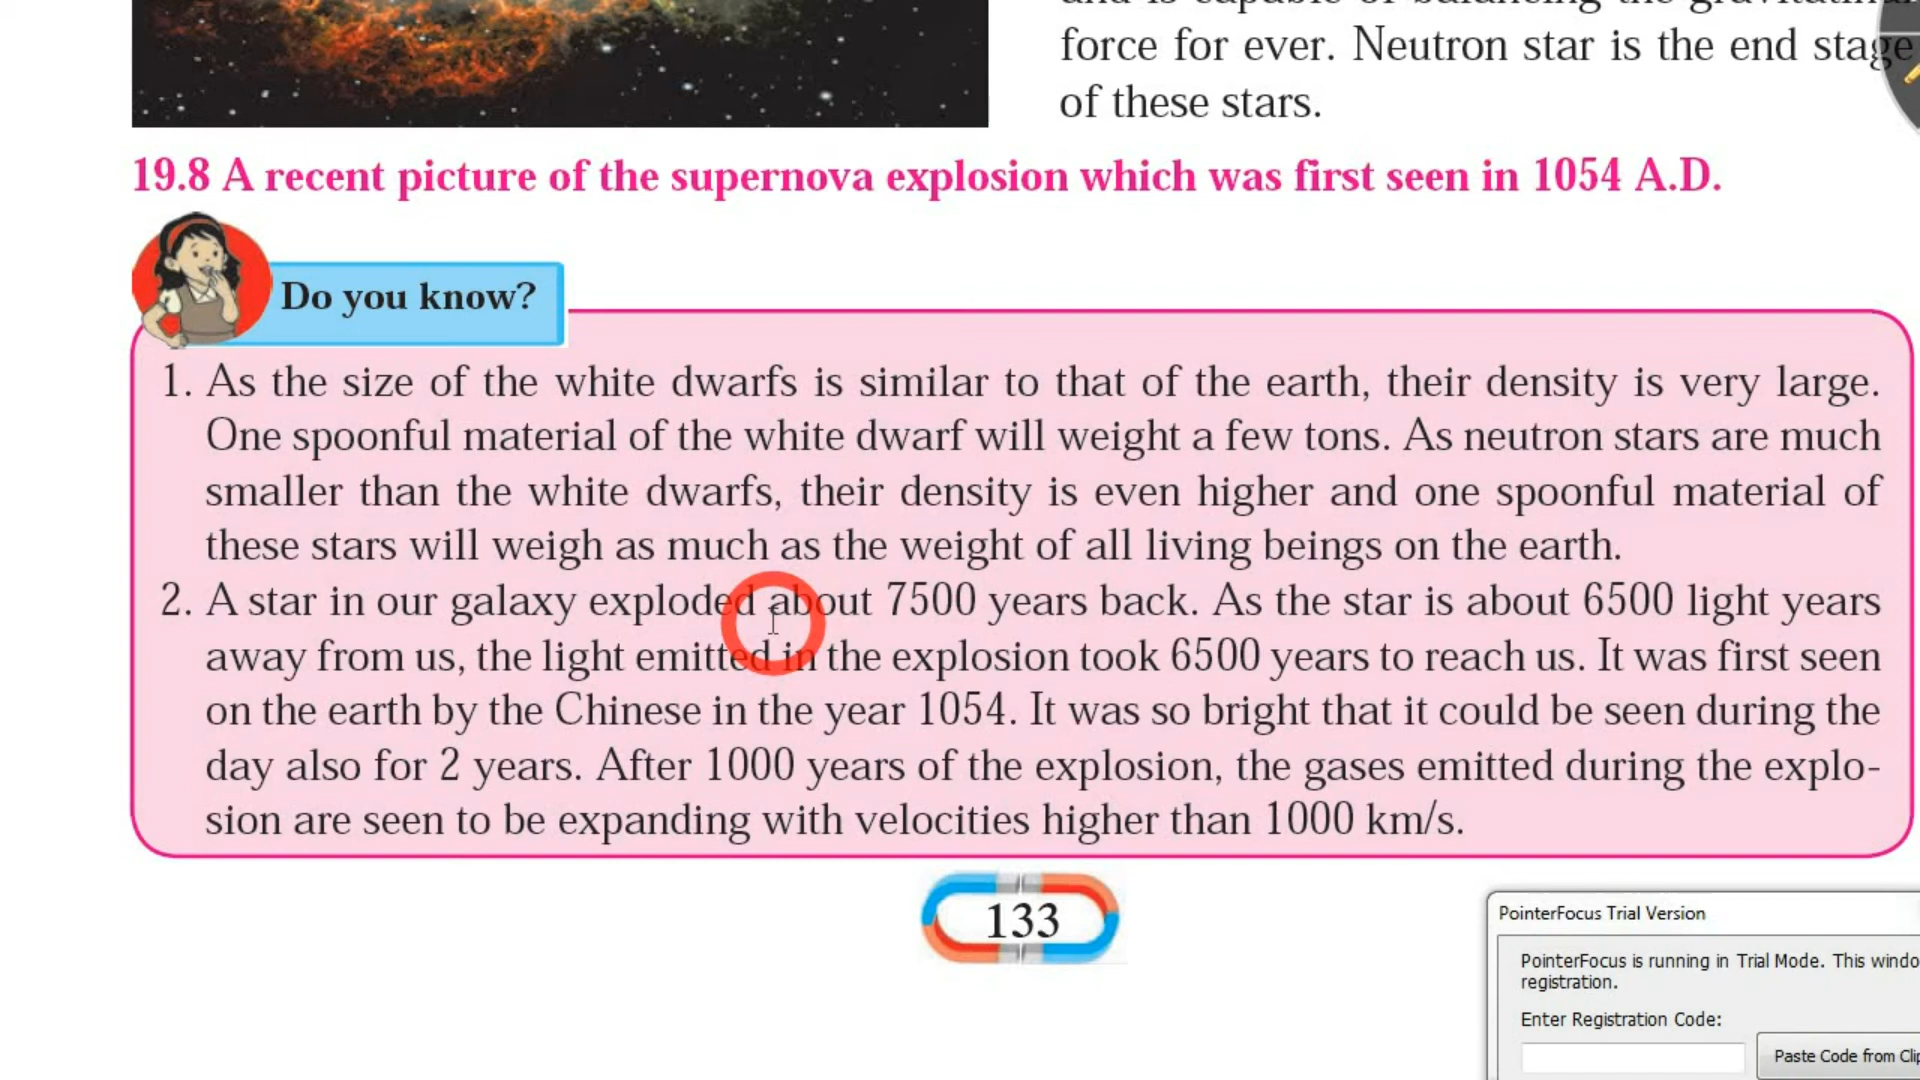 and is capable of balancing the gravitational
force for ever. Neutron star is the end stage
of these stars.
19.8 A recent picture of the supernova explosion which was first seen in 1054 A.D.
Do you know?
1. As the size of the white dwarfs is similar to that of the earth, their density is very large.
One spoonful material of the white dwarf will weight a few tons. As neutron stars are much
smaller than the white dwarfs, their density is even higher and one spoonful material of
these stars will weigh as much as the weight of all living beings on the earth.
2. A star in our galaxy exploded about 7500 years back. As the star is about 6500 light years
away from us, the light emitted in the explosion took 6500 years to reach us. It was first seen
on the earth by the Chinese in the year 1054. It was so bright that it could be seen during the
day also for 2 years. After 1000 years of the explosion, the gases emitted during the explo-
sion are seen to be expanding with velocities higher than 1000 km/s.
133
PointerFocus Trial Version
PointerFocus is running in Trial Mode. This windo
registration.
Enter Registration Code:
Paste Code from Clip